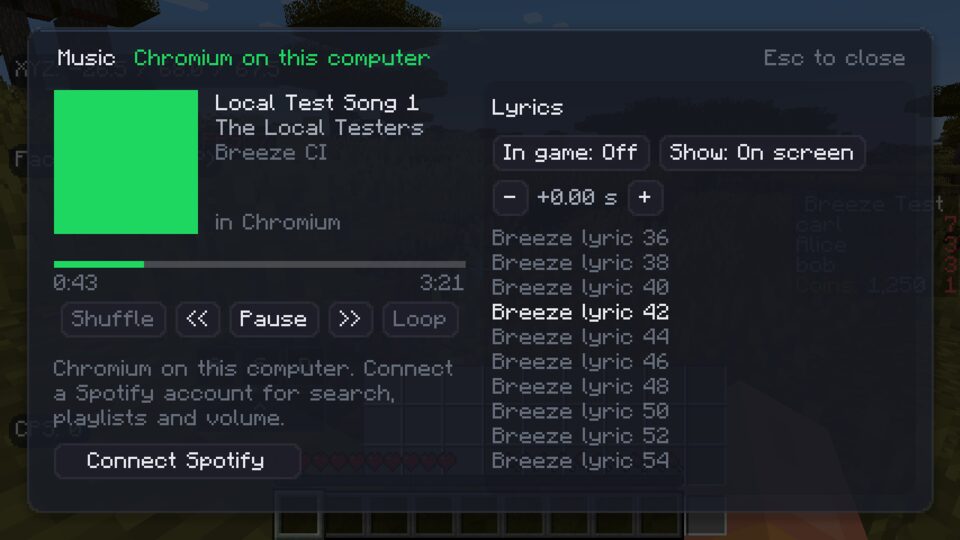 Music Chromium on this computer
Esc to close
Local Test Song 1
The Local Testers
Breeze CI
in Chromium
0:43
3:21
Shuffle
<<
Pause
>>
Loop
Chromium on this computer. Connect
a Spotify account for search,
playlists and volume.
Connect Spotify
Lyrics
In game: Off
Show: On screen
- +0.00 s +
Breeze lyric 36
Breeze lyric 38
Breeze lyric 40
Breeze lyric 42
Breeze lyric 44
Breeze lyric 46
Breeze lyric 48
Breeze lyric 50
Breeze lyric 52
Breeze lyric 54
Breeze Test
carl
Alice
bob
Coins: 1,250